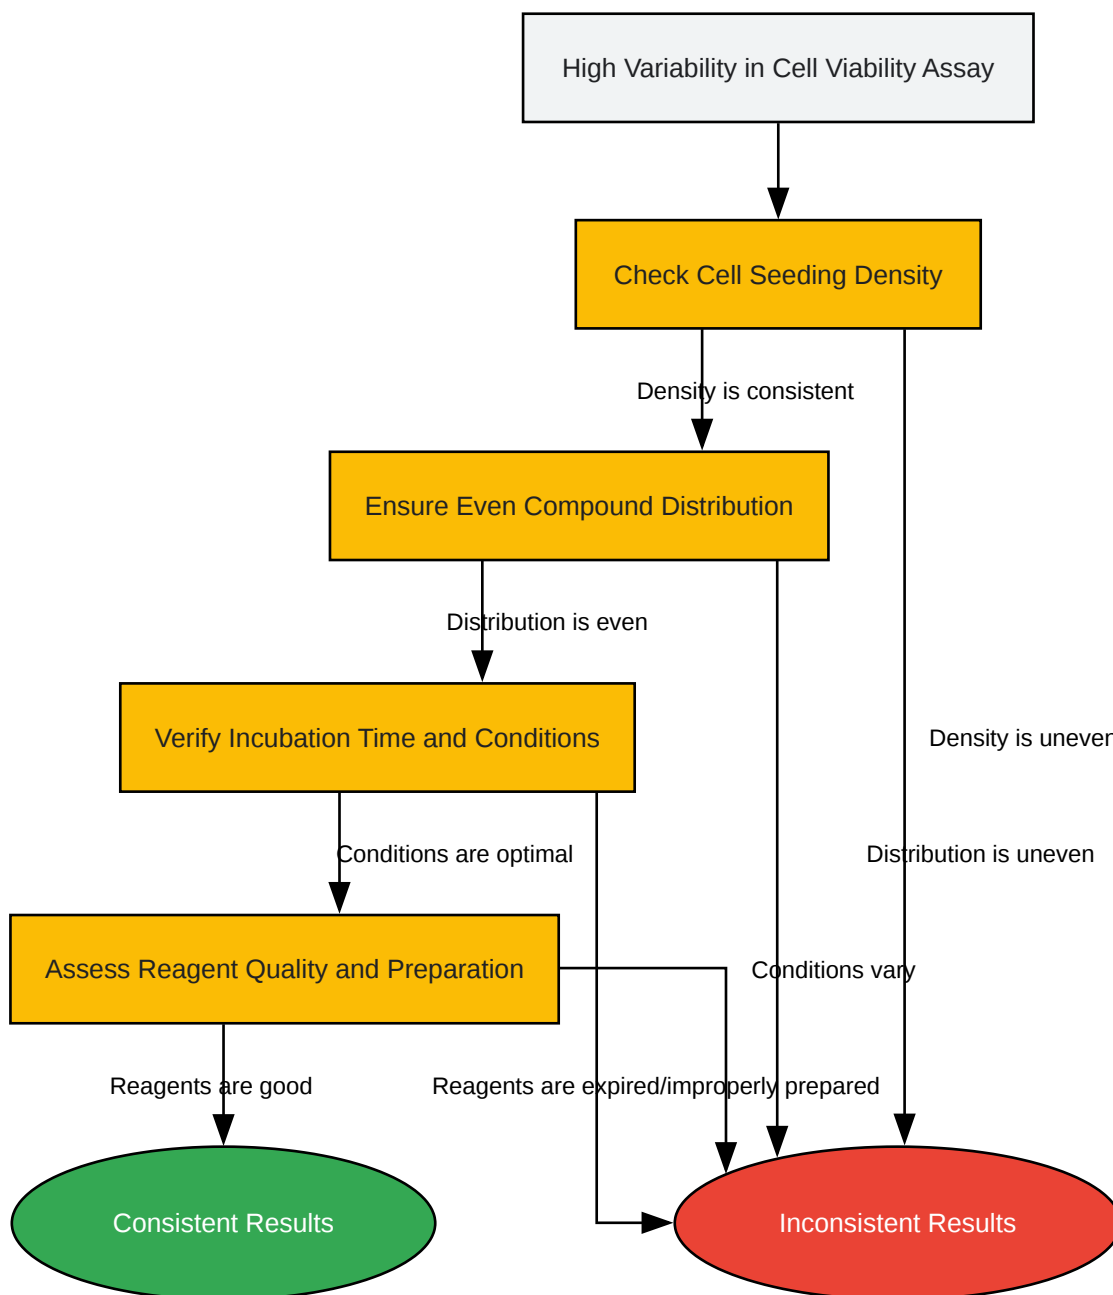 High Variability in Cell Viability Assay
Check Cell Seeding Density
Density is consistent
Ensure Even Compound Distribution
Distribution is even
Verify Incubation Time and Conditions
Density is uneven
Conditions are optimal
Distribution is uneven
Assess Reagent Quality and Preparation
Conditions vary
Reagents are good
Reagents are expired/improperly prepared
Consistent Results
Inconsistent Results